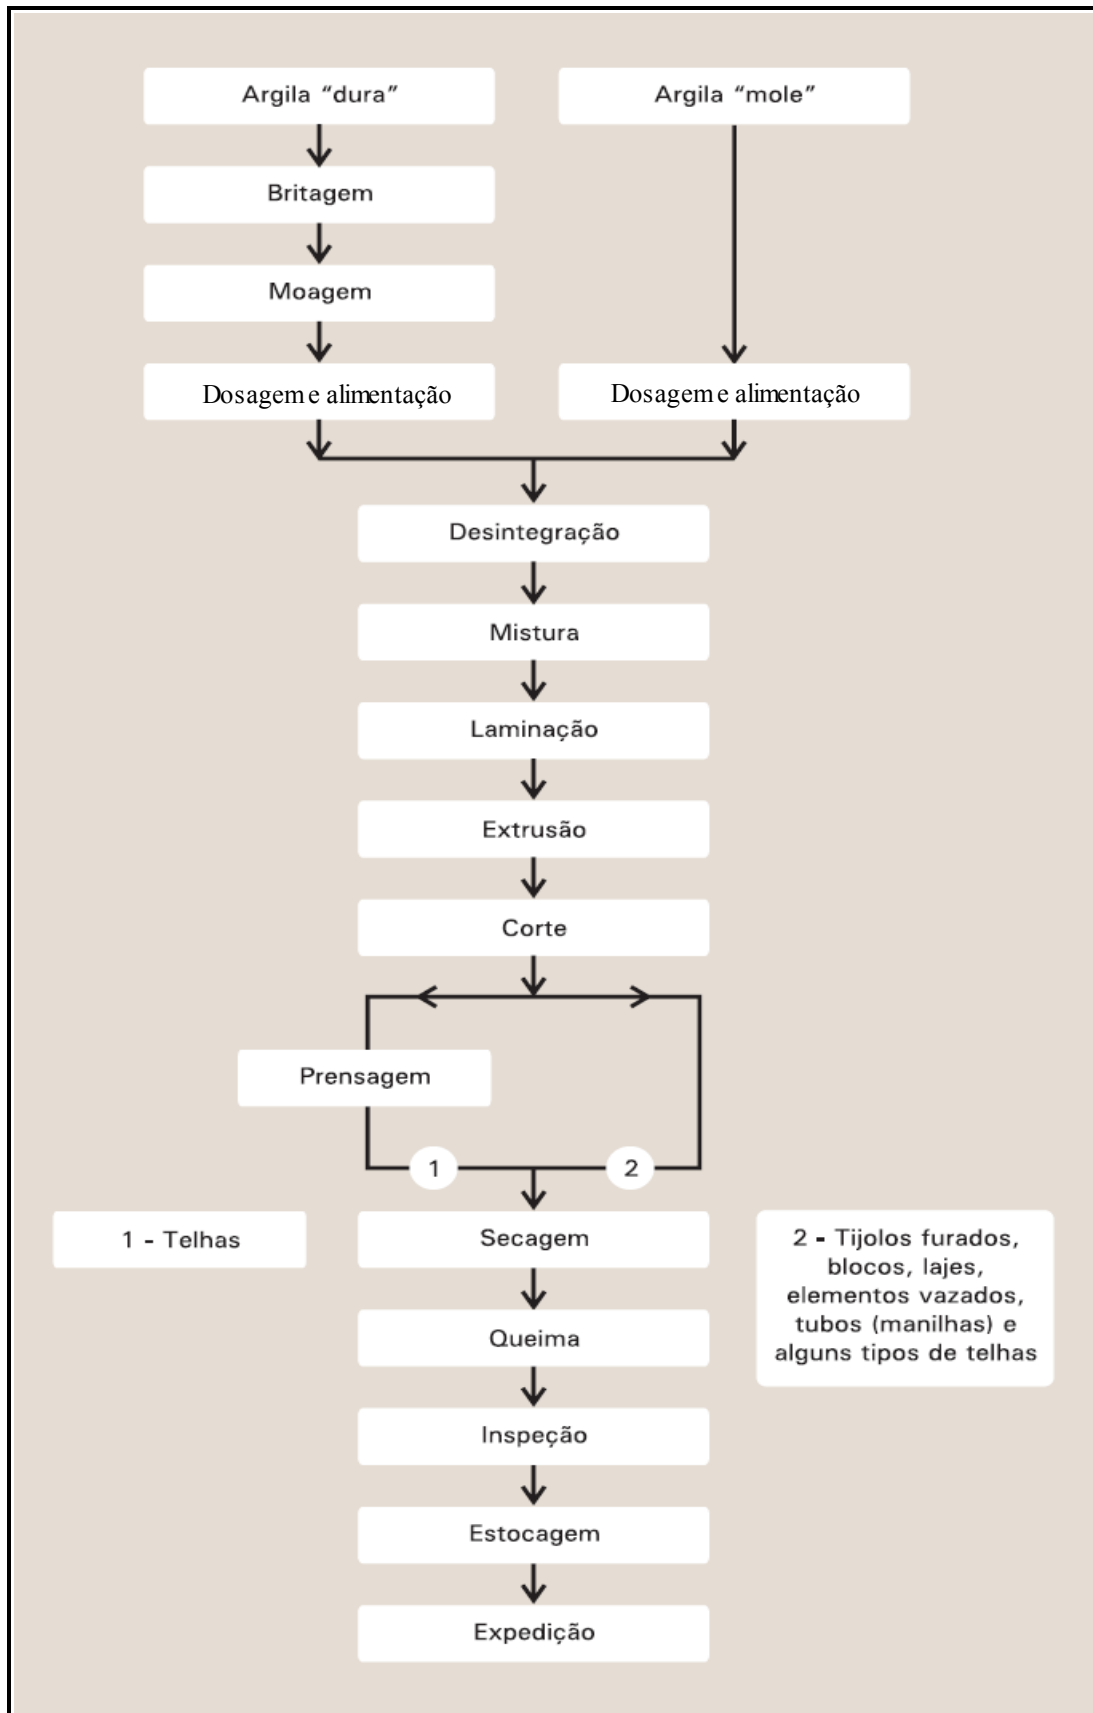 Argila “dura”
Argila “mole”
Britagem
Moagem
Dosagem e alimentação
Dosagem e alimentação
Desintegração
Mistura
Laminação
Extrusão
Corte
Prensagem
1
2
1 - Telhas
Secagem
2 - Tijolos furados,
blocos, lajes,
elementos vazados,
tubos (manilhas) e
alguns tipos de telhas
Queima
Inspeção
Estocagem
Expedição